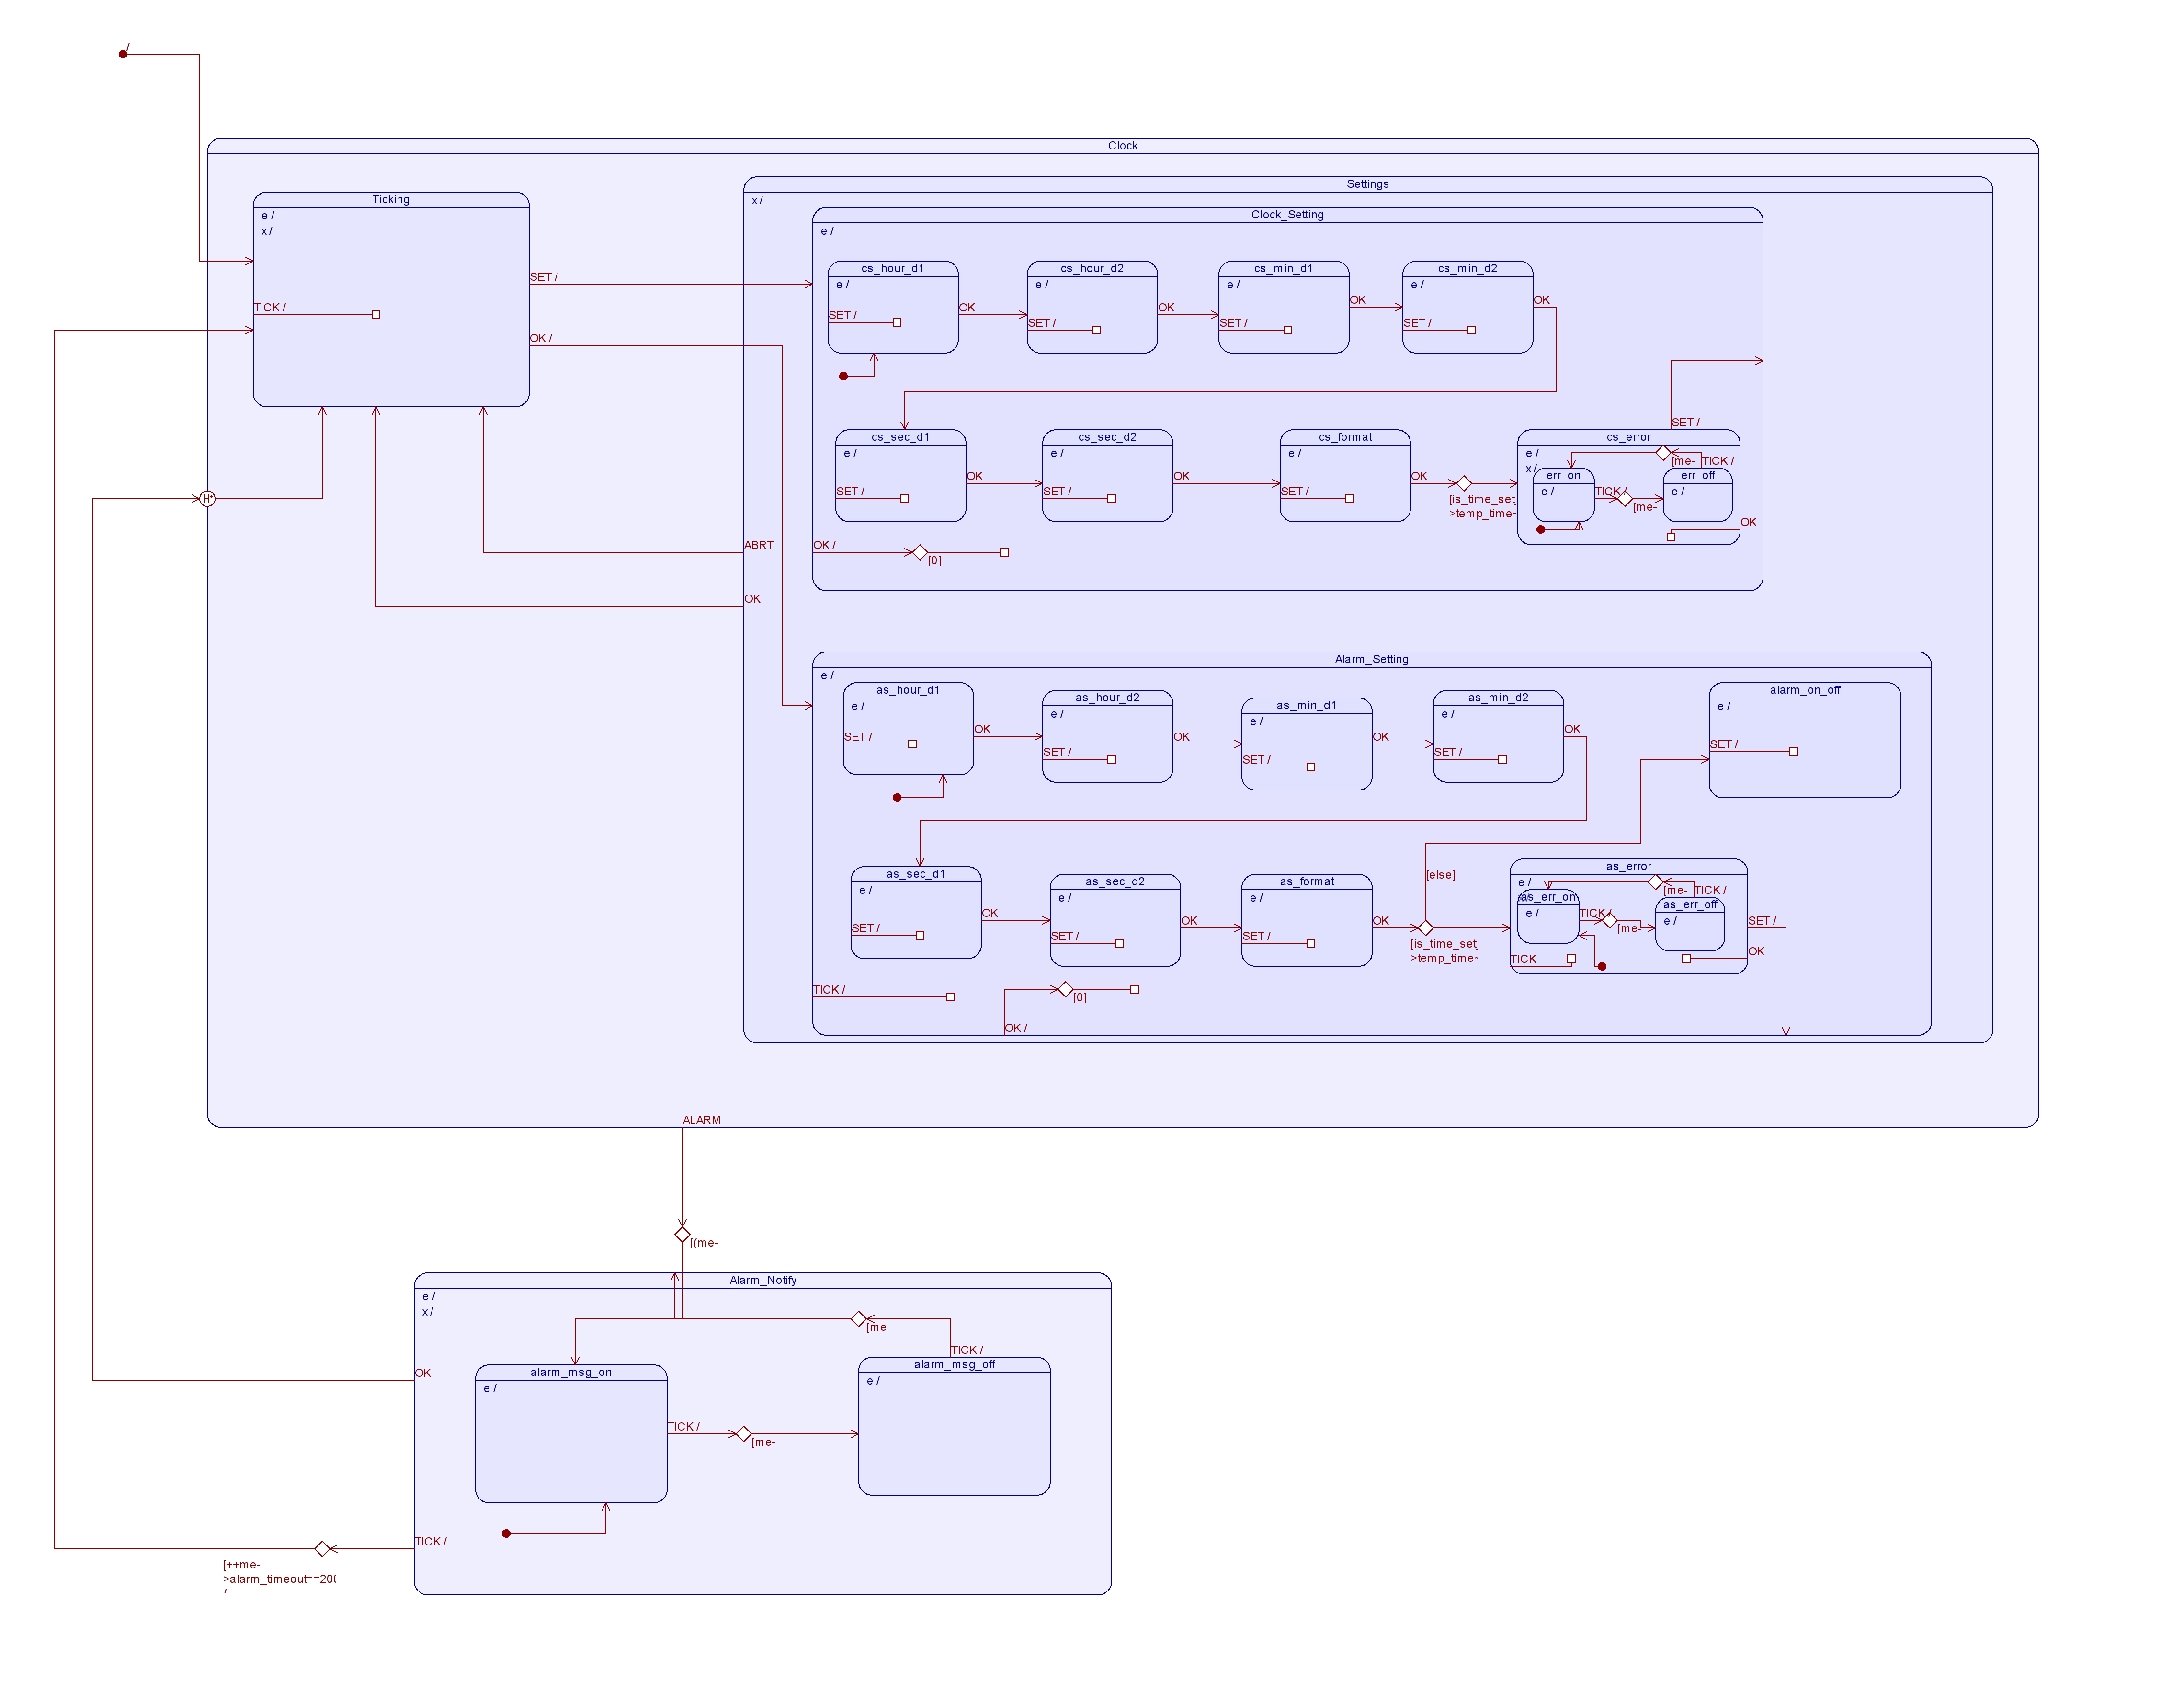 /
Clock
Ticking
e /
x /
TICK /
SET /
OK /
H*
Settings
x /
ABRT
OK
Clock_Setting
e /
cs_hour_d1
e /
SET /
OK
cs_hour_d2
e /
SET /
OK
cs_min_d1
e /
SET /
OK
cs_min_d2
e /
SET /
OK
cs_sec_d1
e /
SET /
OK
cs_sec_d2
e /
SET /
OK
cs_format
e /
SET /
OK
[is_time_set_
>temp_time~
SET /
cs_error
e /
x /
err_on
e /
TICK /
[me-
err_off
e /
[me-
TICK /
OK
OK /
[0]
Alarm_Setting
e /
as_hour_d1
e /
SET /
OK
as_hour_d2
e /
SET /
OK
as_min_d1
e /
SET /
OK
as_min_d2
e /
SET /
OK
alarm_on_off
e /
SET /
as_sec_d1
e /
SET /
OK
as_sec_d2
e /
SET /
OK
as_format
e /
SET /
OK
[else]
[is_time_set_
>temp_time~
as_error
e /
as_err_on
e /
TICK /
[me-
as_err_off
e /
[me-
TICK /
SET /
OK
TICK
TICK /
OK /
[0]
ALARM
[(me-
Alarm_Notify
e /
x /
[me-
TICK /
alarm_msg_on
e /
TICK /
[me-
alarm_msg_off
e /
OK
TICK /
[++me-
>alarm_timeout==200
/